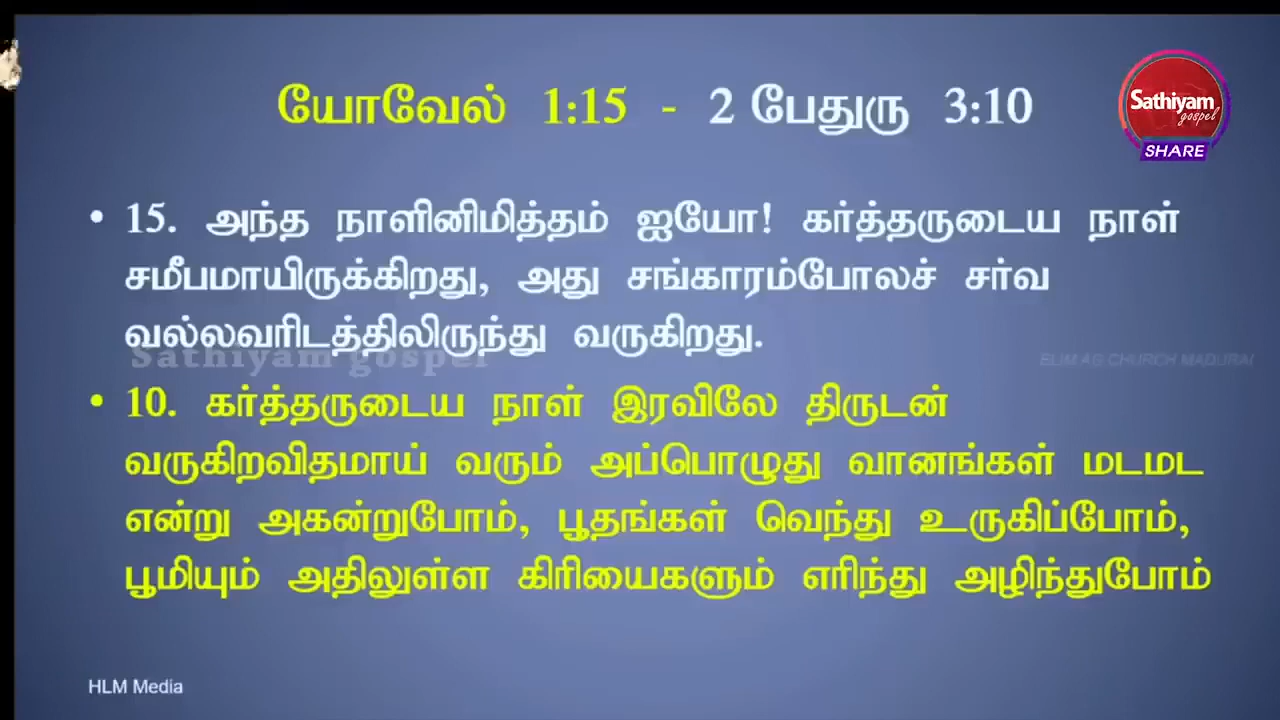 யோவேல் 1:15 - 2 பேதுரு 3:10
Sathiyam
gospel
SHARE
• 15. அந்த நாளினிமித்தம் ஐயோ! கர்த்தருடைய நாள்
சமீபமாயிருக்கிறது, அது சங்காரம்போலச் சர்வ
வல்லவரிடத்திலிருந்து வருகிறது.
Sathiyam gospel
ELIM AG CHURCH MADURAI
• 10. கர்த்தருடைய நாள் இரவிலே திருடன்
வருகிறவிதமாய் வரும் அப்பொழுது வானங்கள் மடமட
என்று அகன்றுபோம், பூதங்கள் வெந்து உருகிப்போம்,
பூமியும் அதிலுள்ள கிரியைகளும் எரிந்து அழிந்துபோம்
HLM Media